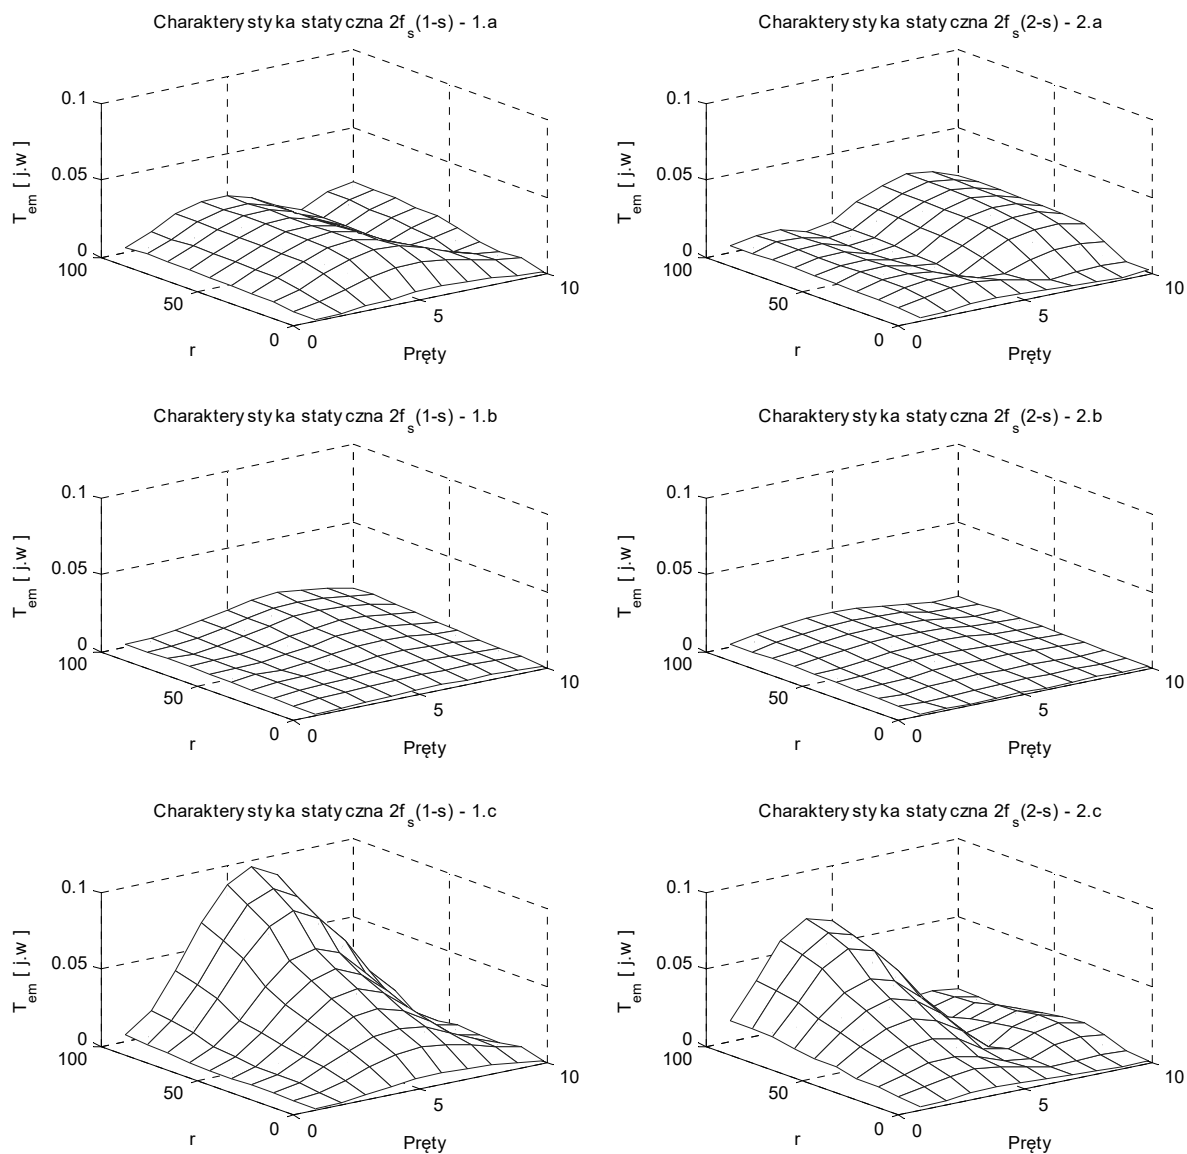 Charakterystyka statyczna 2f_s(1-s) - 1.a
0.1
0.05
0
T_em [ j.w ]
100
50
0
r
0
5
10
Pręty
Charakterystyka statyczna 2f_s(2-s) - 2.a
0.1
0.05
0
T_em [ j.w ]
100
50
0
r
0
5
10
Pręty
Charakterystyka statyczna 2f_s(1-s) - 1.b
0.1
0.05
0
T_em [ j.w ]
100
50
0
r
0
5
10
Pręty
Charakterystyka statyczna 2f_s(2-s) - 2.b
0.1
0.05
0
T_em [ j.w ]
100
50
0
r
0
5
10
Pręty
Charakterystyka statyczna 2f_s(1-s) - 1.c
0.1
0.05
0
T_em [ j.w ]
100
50
0
r
0
5
10
Pręty
Charakterystyka statyczna 2f_s(2-s) - 2.c
0.1
0.05
0
T_em [ j.w ]
100
50
0
r
0
5
10
Pręty